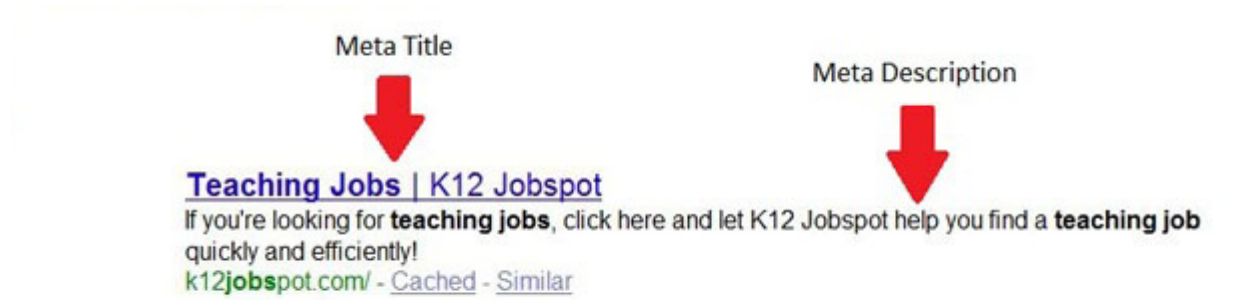 Meta Title
Meta Description
Teaching Jobs | K12 Jobspot
If you're looking for teaching jobs, click here and let K12 Jobspot help you find a teaching job
quickly and efficiently!
k12jobspot.com/ - Cached - Similar